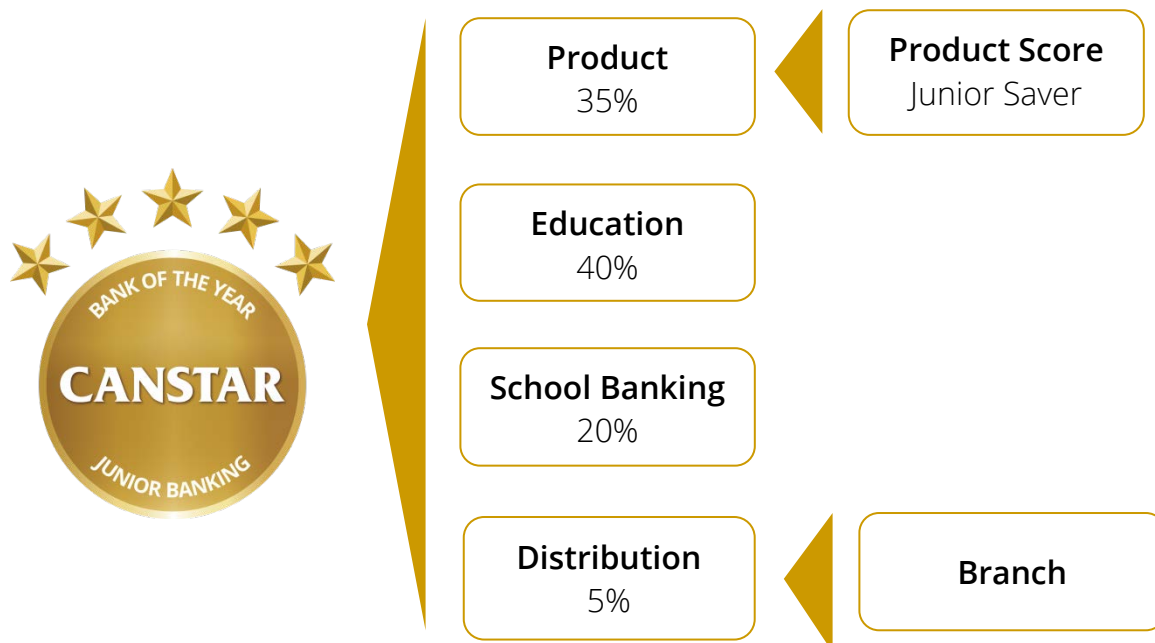 Product
35%
Product Score
Junior Saver
Education
40%
BANK OF THE YEAR
CANSTAR
JUNIOR BANKING
School Banking
20%
Distribution
5%
Branch